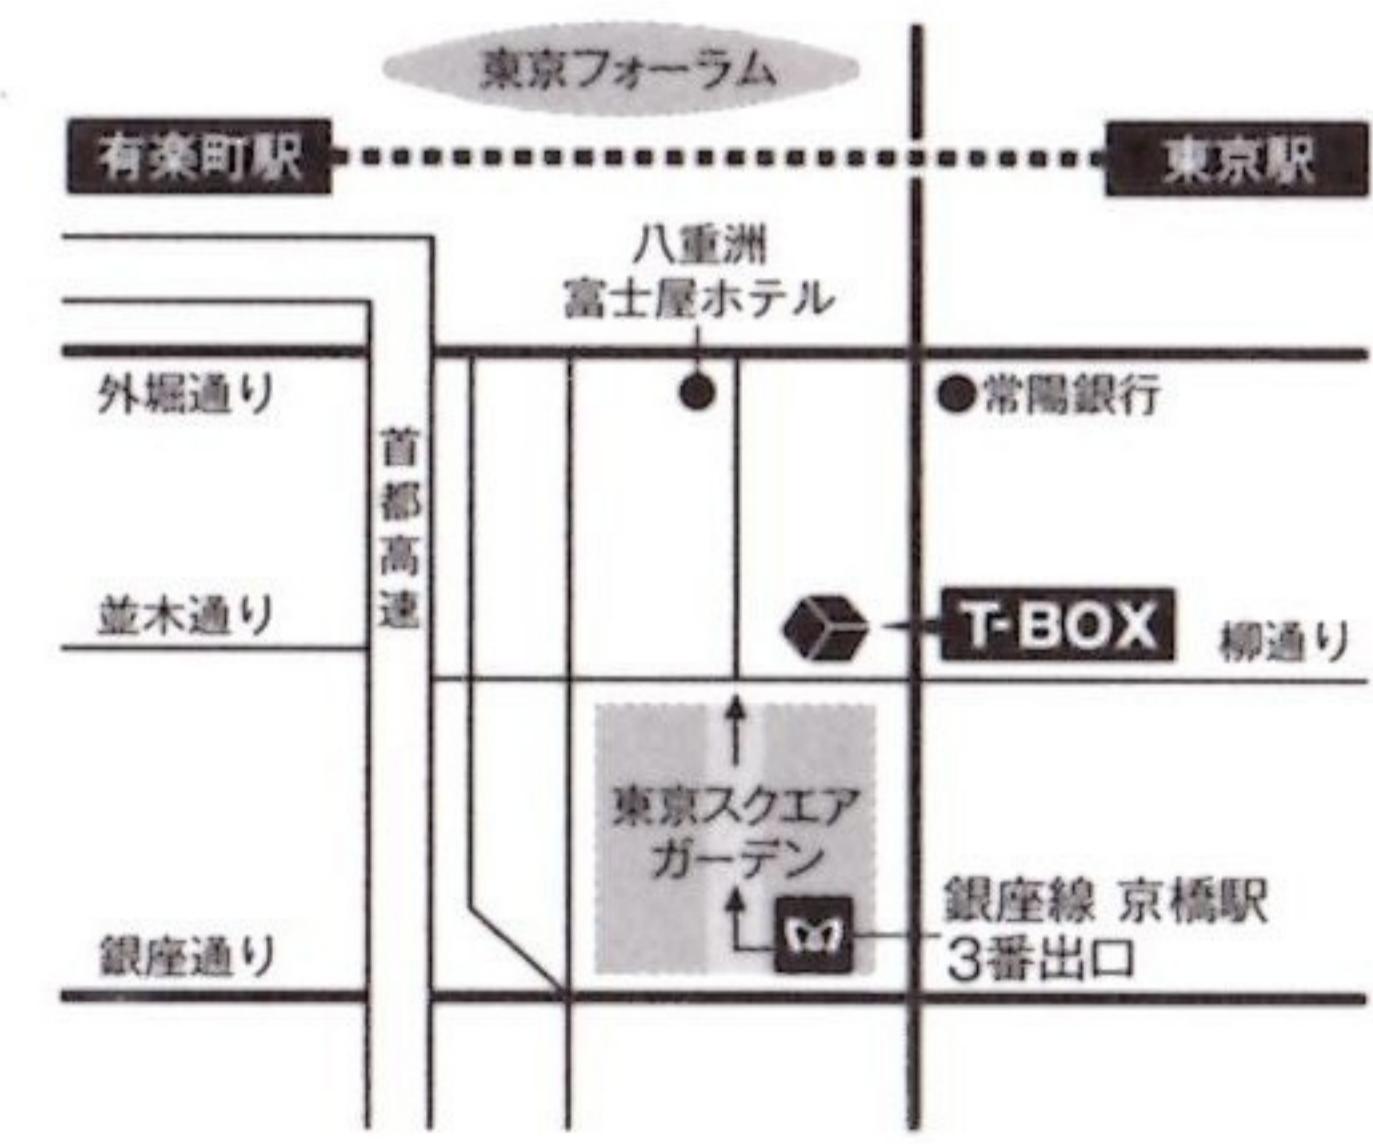 東京フォーラム
有楽町駅
東京駅
八重洲
富士屋ホテル
外堀通り
常陽銀行
首都高速
並木通り
T-BOX
柳通り
東京スクエア
ガーデン
銀座線 京橋駅
3番出口
銀座通り